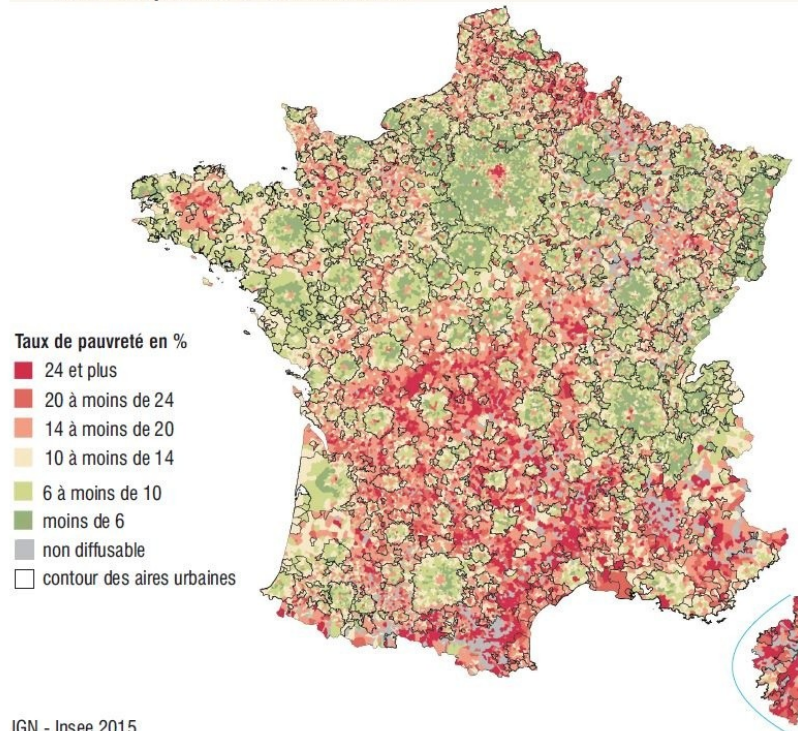 Taux de pauvreté en %
24 et plus
20 à moins de 24
14 à moins de 20
10 à moins de 14
6 à moins de 10
moins de 6
non diffusable
contour des aires urbaines
IGN - Insee 2015